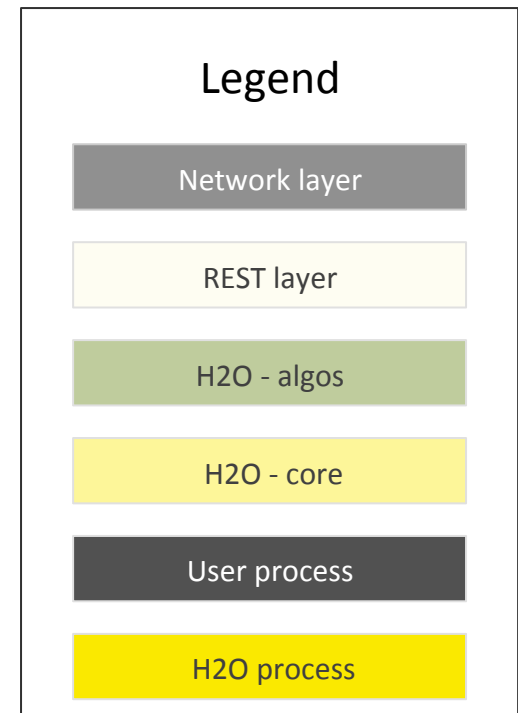 Legend
Network layer
REST layer
H2O - algos
H2O - core
User process
H2O process